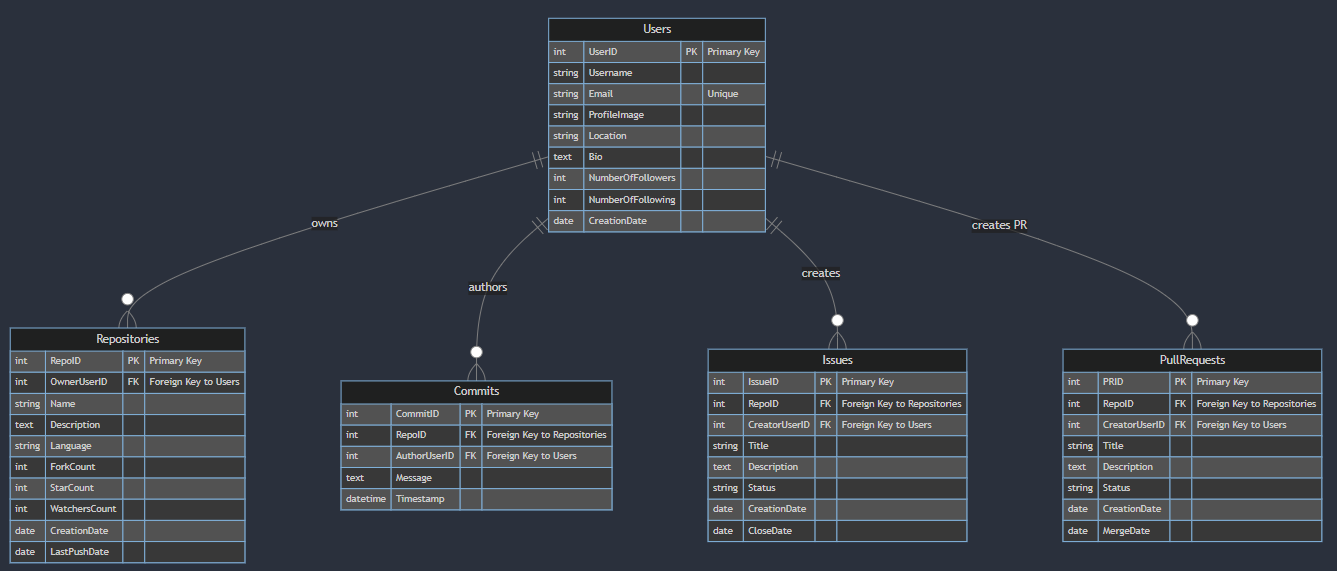 Users
int UserID PK Primary Key
string Username
string Email Unique
string ProfileImage
string Location
text Bio
int NumberOfFollowers
int NumberOfFollowing
date CreationDate
owns
authors
creates
creates PR
Repositories
int RepoID PK Primary Key
int OwnerUserID FK Foreign Key to Users
string Name
text Description
string Language
int ForkCount
int StarCount
int WatchersCount
date CreationDate
date LastPushDate
Commits
int CommitID PK Primary Key
int RepoID FK Foreign Key to Repositories
int AuthorUserID FK Foreign Key to Users
text Message
datetime Timestamp
Issues
int IssueID PK Primary Key
int RepoID FK Foreign Key to Repositories
int CreatorUserID FK Foreign Key to Users
string Title
text Description
string Status
date CreationDate
date CloseDate
PullRequests
int PRID PK Primary Key
int RepoID FK Foreign Key to Repositories
int CreatorUserID FK Foreign Key to Users
string Title
text Description
string Status
date CreationDate
date MergeDate